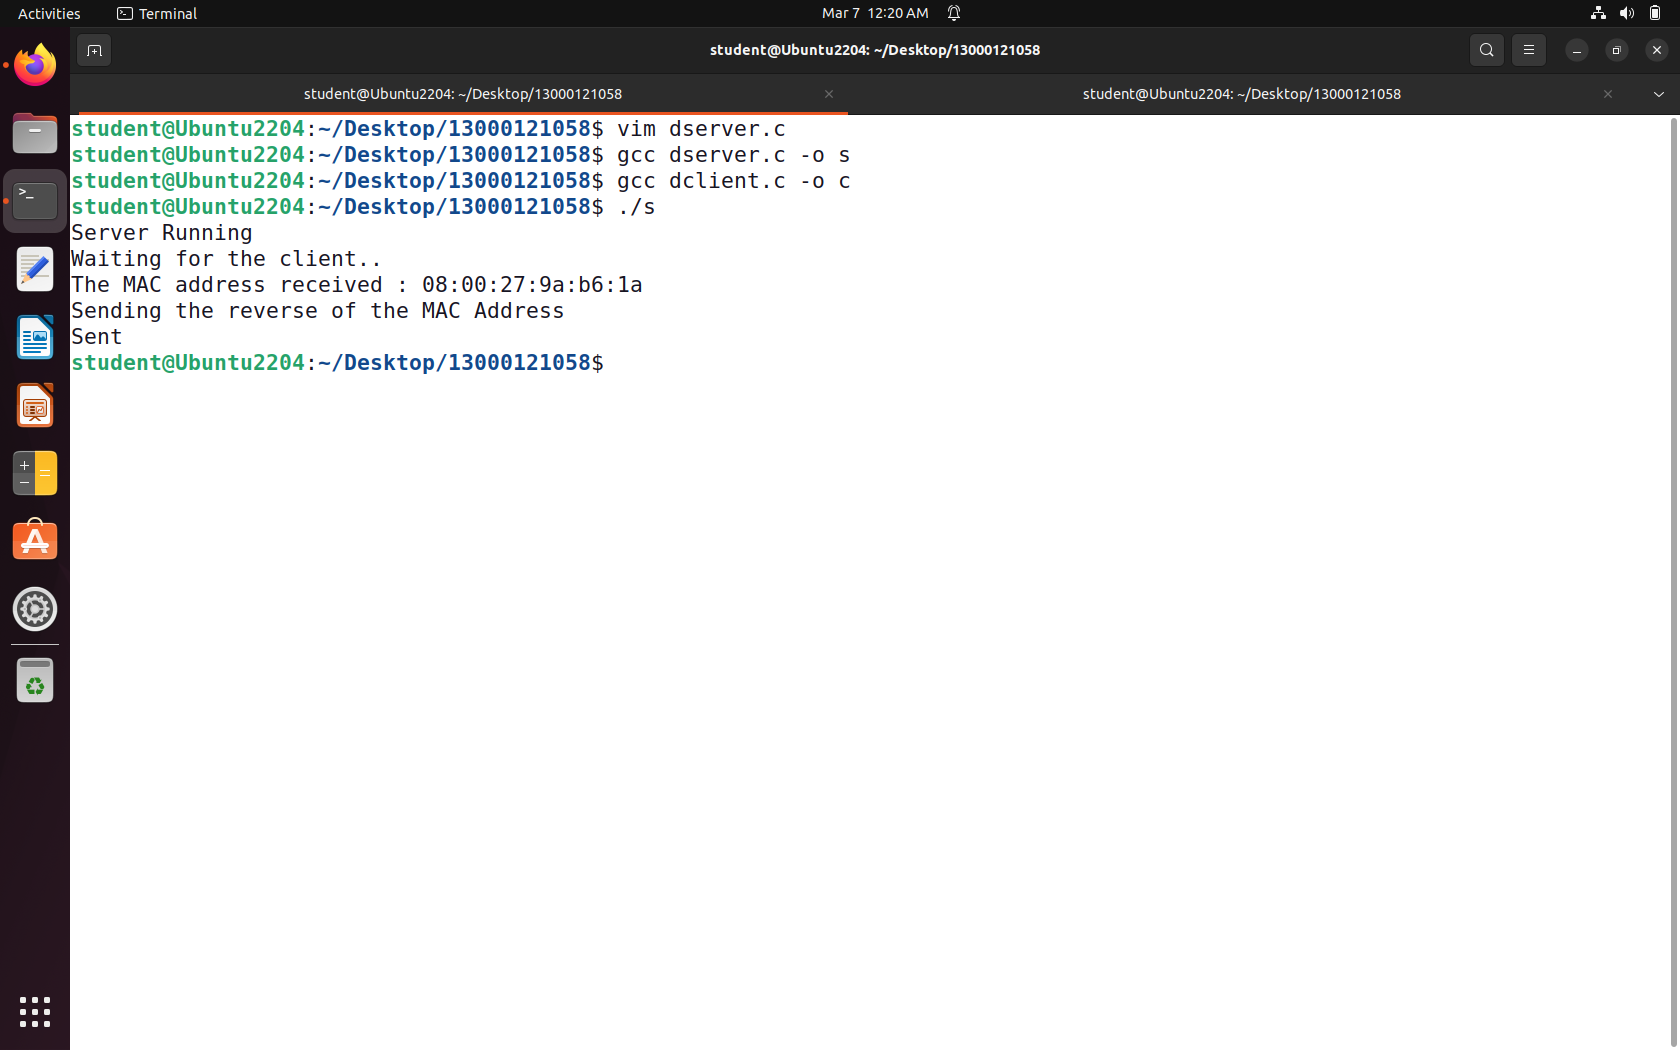 Activities
Terminal
Mar 7 12:20 AM
student@Ubuntu2204: ~/Desktop/13000121058
student@Ubuntu2204: ~/Desktop/13000121058
student@Ubuntu2204: ~/Desktop/13000121058
student@Ubuntu2204:~/Desktop/13000121058$ vim dserver.c
student@Ubuntu2204:~/Desktop/13000121058$ gcc dserver.c -o s
student@Ubuntu2204:~/Desktop/13000121058$ gcc dclient.c -o c
student@Ubuntu2204:~/Desktop/13000121058$ ./s
Server Running
Waiting for the client..
The MAC address received : 08:00:27:9a:b6:1a
Sending the reverse of the MAC Address
Sent
student@Ubuntu2204:~/Desktop/13000121058$